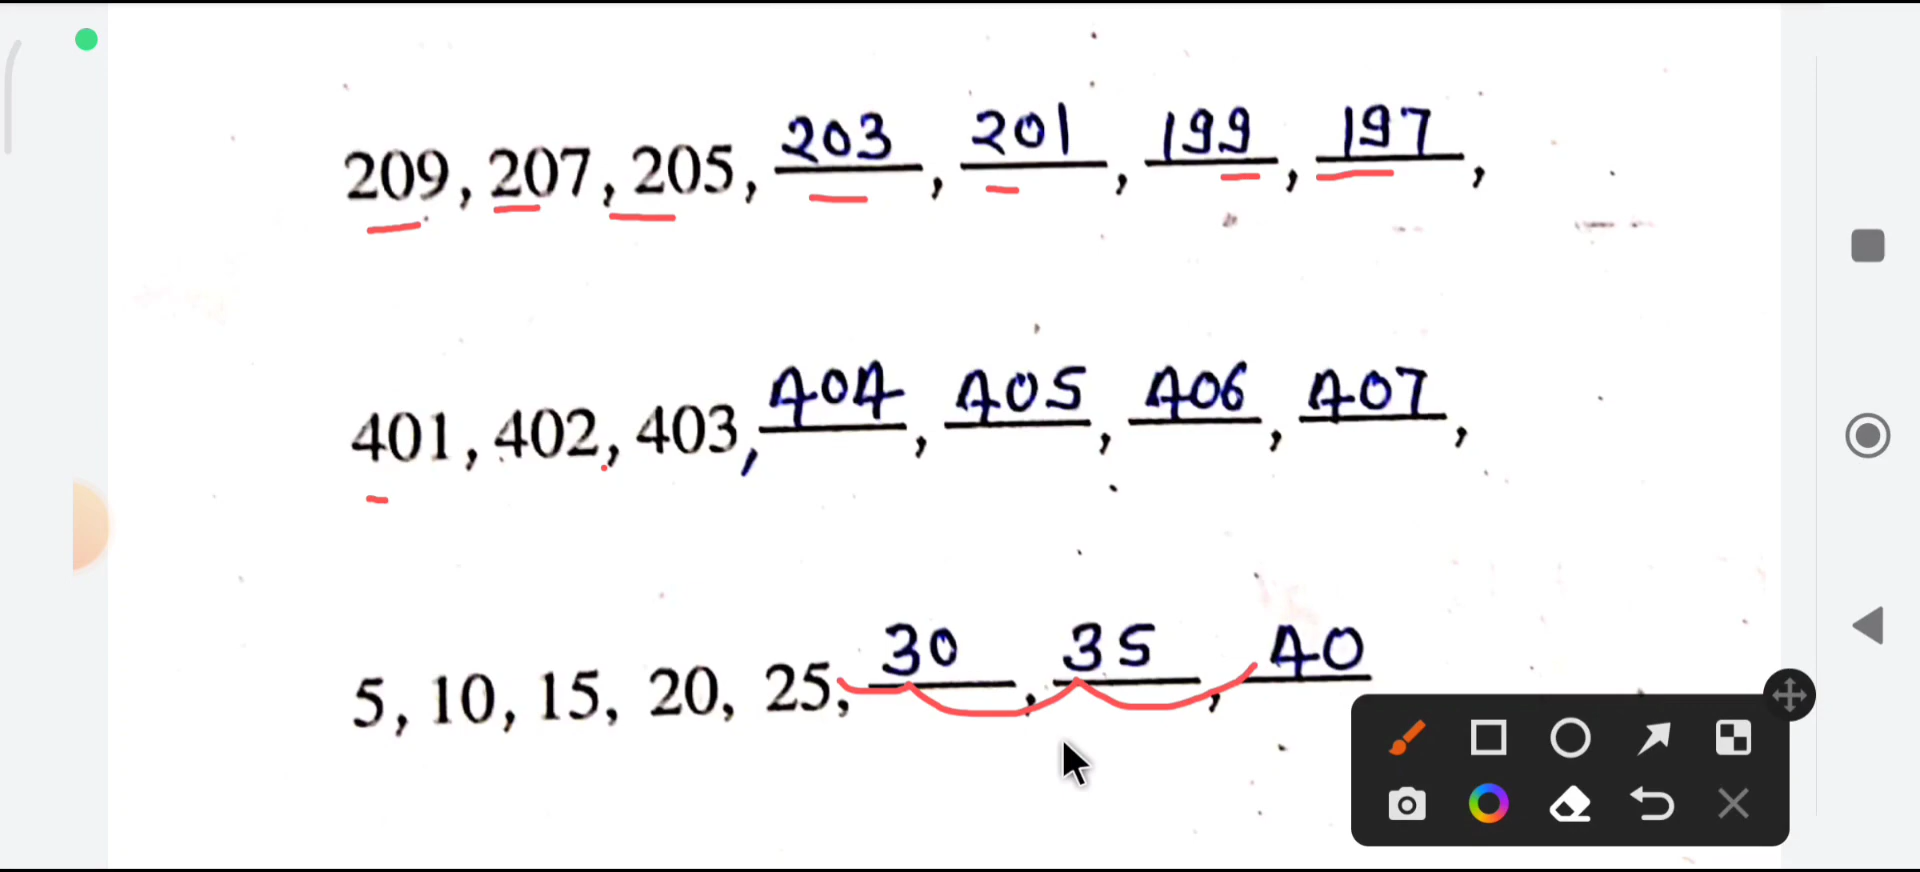 209, 207, 205, 203, 201, 199, 197,
401, 402, 403, 404, 405, 406, 407,
5, 10, 15, 20, 25, 30, 35, 40